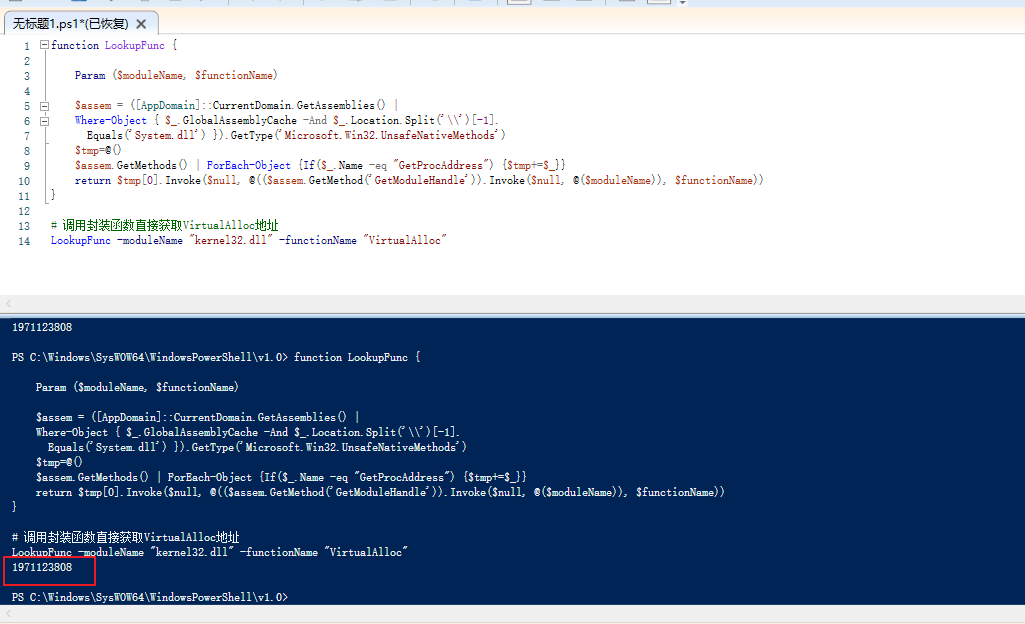 无标题1.ps1*(已恢复) ✕
1 function LookupFunc {
2
3     Param ($moduleName, $functionName)
4
5     $assem = ([AppDomain]::CurrentDomain.GetAssemblies() |
6     Where-Object { $_.GlobalAssemblyCache -And $_.Location.Split('\\')[-1].
7       Equals('System.dll') }).GetType('Microsoft.Win32.UnsafeNativeMethods')
8     $tmp=@()
9     $assem.GetMethods() | ForEach-Object {If($_.Name -eq "GetProcAddress") {$tmp+=$_}}
10     return $tmp[0].Invoke($null, @(($assem.GetMethod('GetModuleHandle')).Invoke($null, @($moduleName)), $functionName))
11 }
12
13 # 调用封装函数直接获取VirtualAlloc地址
14 LookupFunc -moduleName "kernel32.dll" -functionName "VirtualAlloc"
1971123808
PS C:\Windows\SysWOW64\WindowsPowerShell\v1.0> function LookupFunc {
    Param ($moduleName, $functionName)
    $assem = ([AppDomain]::CurrentDomain.GetAssemblies() |
    Where-Object { $_.GlobalAssemblyCache -And $_.Location.Split('\\')[-1].
      Equals('System.dll') }).GetType('Microsoft.Win32.UnsafeNativeMethods')
    $tmp=@()
    $assem.GetMethods() | ForEach-Object {If($_.Name -eq "GetProcAddress") {$tmp+=$_}}
    return $tmp[0].Invoke($null, @(($assem.GetMethod('GetModuleHandle')).Invoke($null, @($moduleName)), $functionName))
}
# 调用封装函数直接获取VirtualAlloc地址
LookupFunc -moduleName "kernel32.dll" -functionName "VirtualAlloc"
1971123808
PS C:\Windows\SysWOW64\WindowsPowerShell\v1.0>